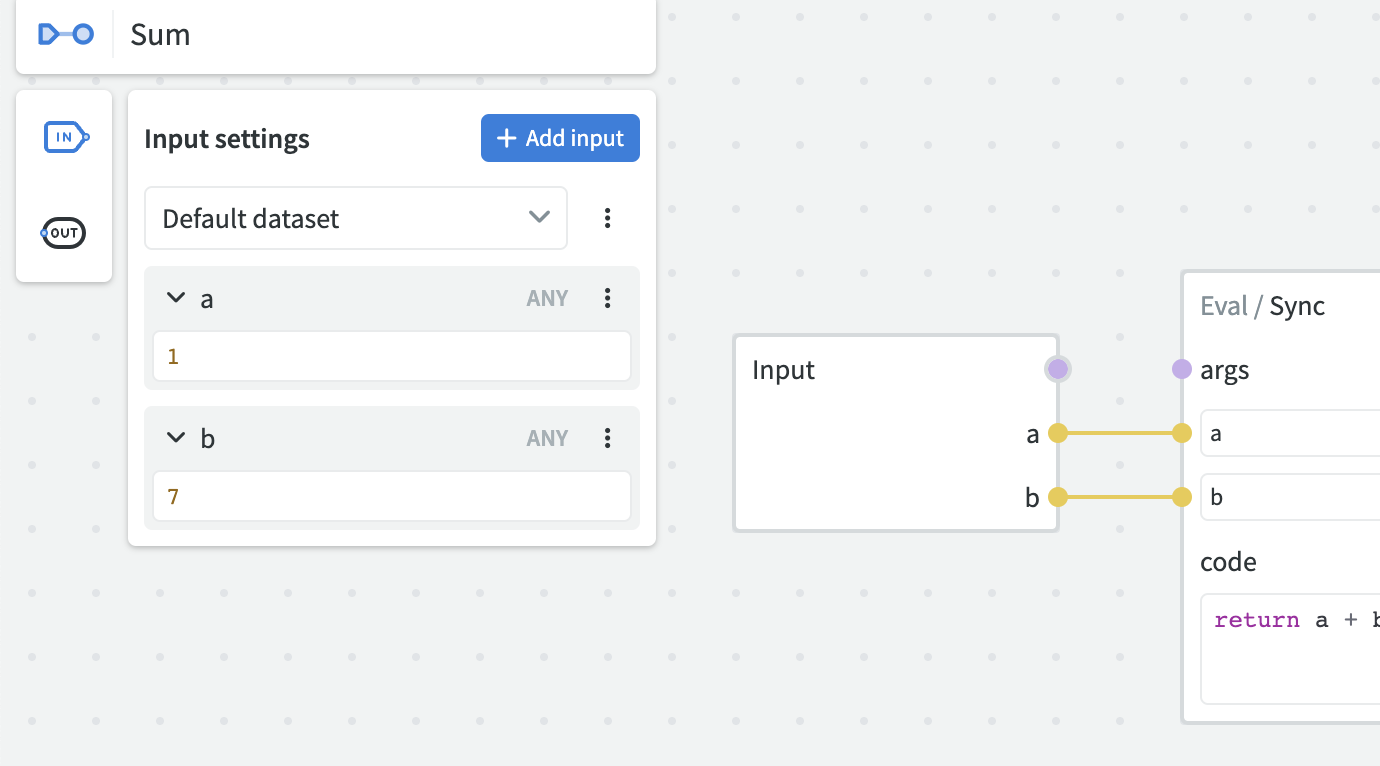 Sum
IN
OUT
Input settings
+ Add input
Default dataset
a ANY
1
b ANY
7
Input
a
b
Eval / Sync
args
a
b
code
return a + b